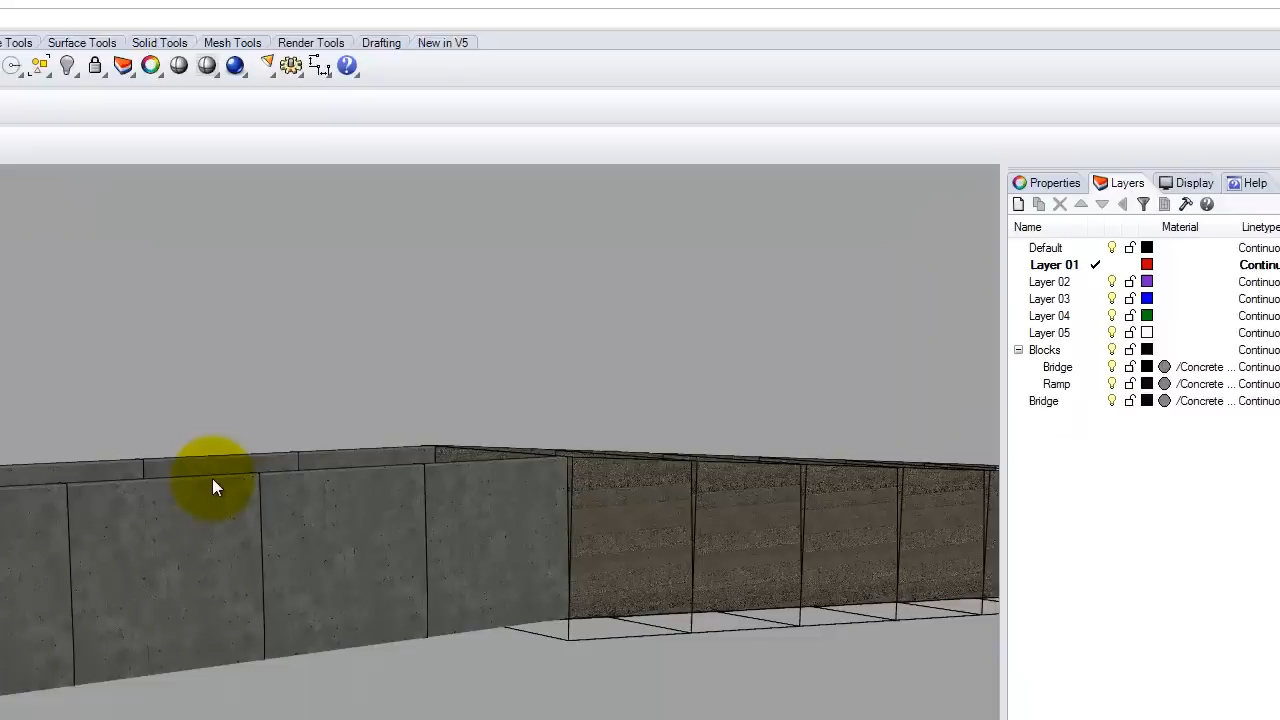 e Tools Surface Tools Solid Tools Mesh Tools Render Tools Drafting New in V5
Properties Layers Display Help
Name Material Linetype
Default Continuo
Layer 01 Continu
Layer 02 Continuo
Layer 03 Continuo
Layer 04 Continuo
Layer 05 Continuo
Blocks Continuo
Bridge /Concrete ... Continuo
Ramp /Concrete ... Continuo
Bridge /Concrete ... Continuo